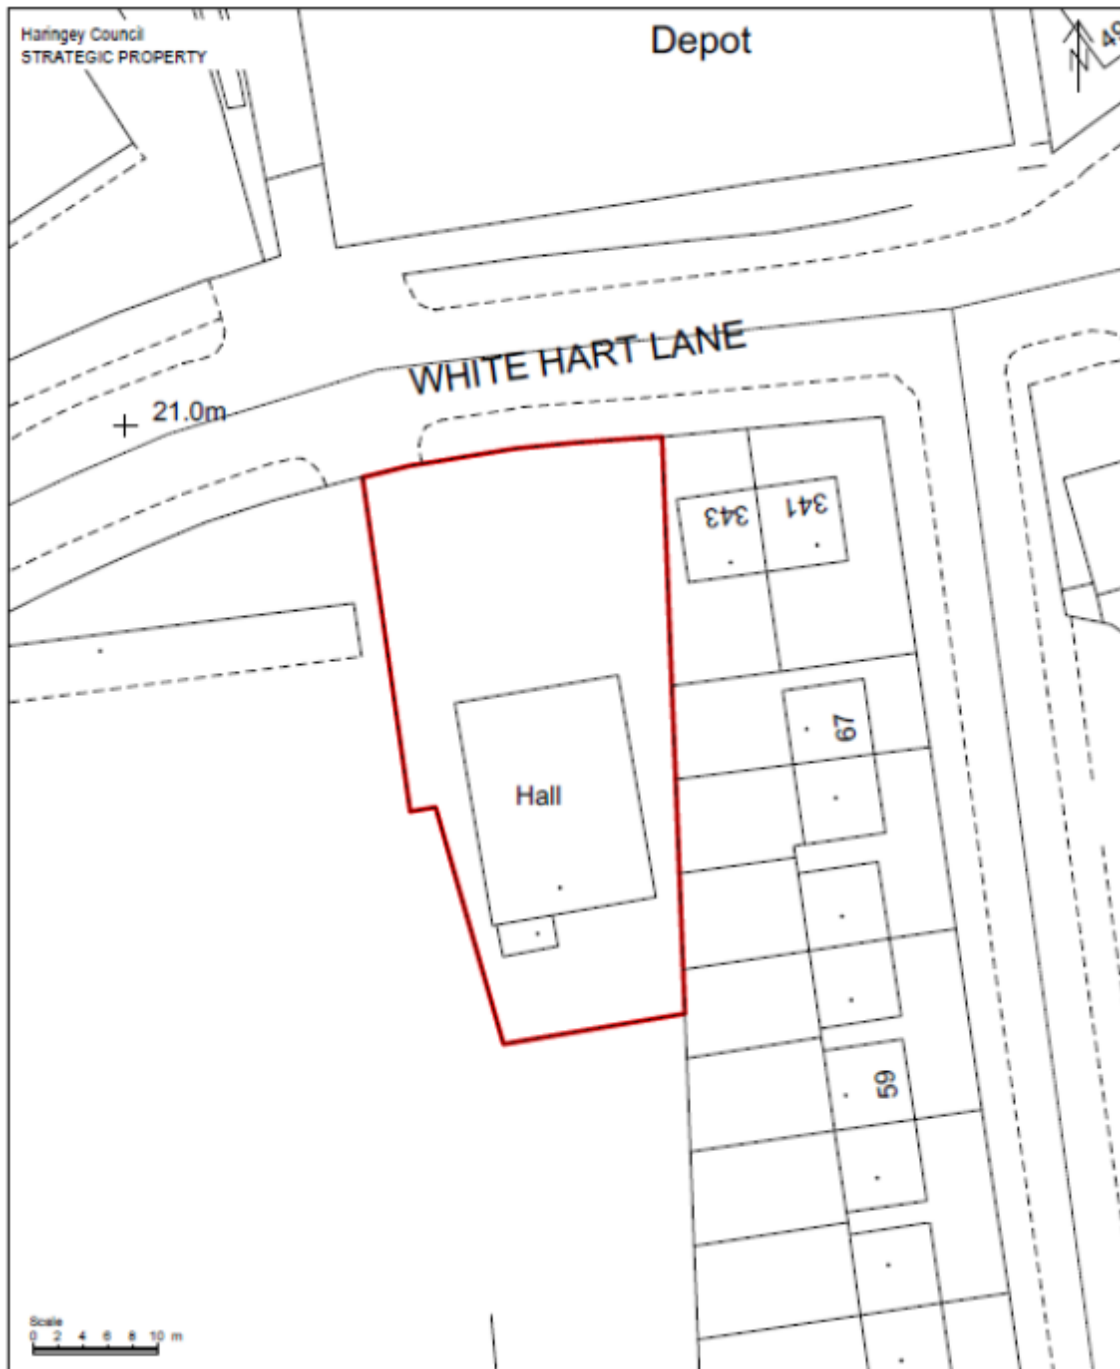 Haringey Council
STRATEGIC PROPERTY
Depot
N
WHITE HART LANE
21.0m
343
341
67
Hall
59
Scale
0 2 4 6 8 10 m